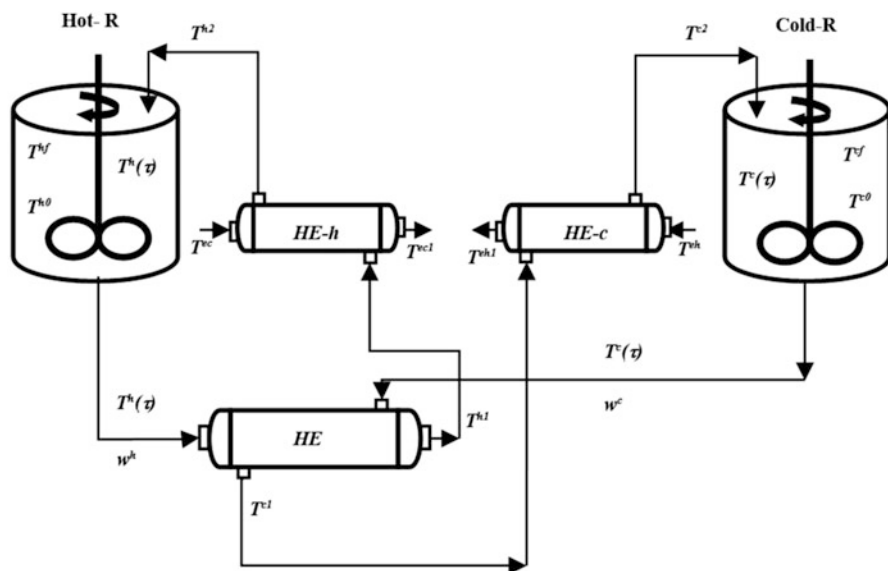 Hot- R
T^{h2}
T^{c2}
Cold-R
T^{hf}
T^h(τ)
T^{h0}
T^{cf}
T^c(τ)
T^{c0}
HE-h
HE-c
T^{ec}
T^{ec1}
T^{eh1}
T^{eh}
T^c(τ)
w^c
T^h(τ)
w^h
HE
T^{h1}
T^{c1}